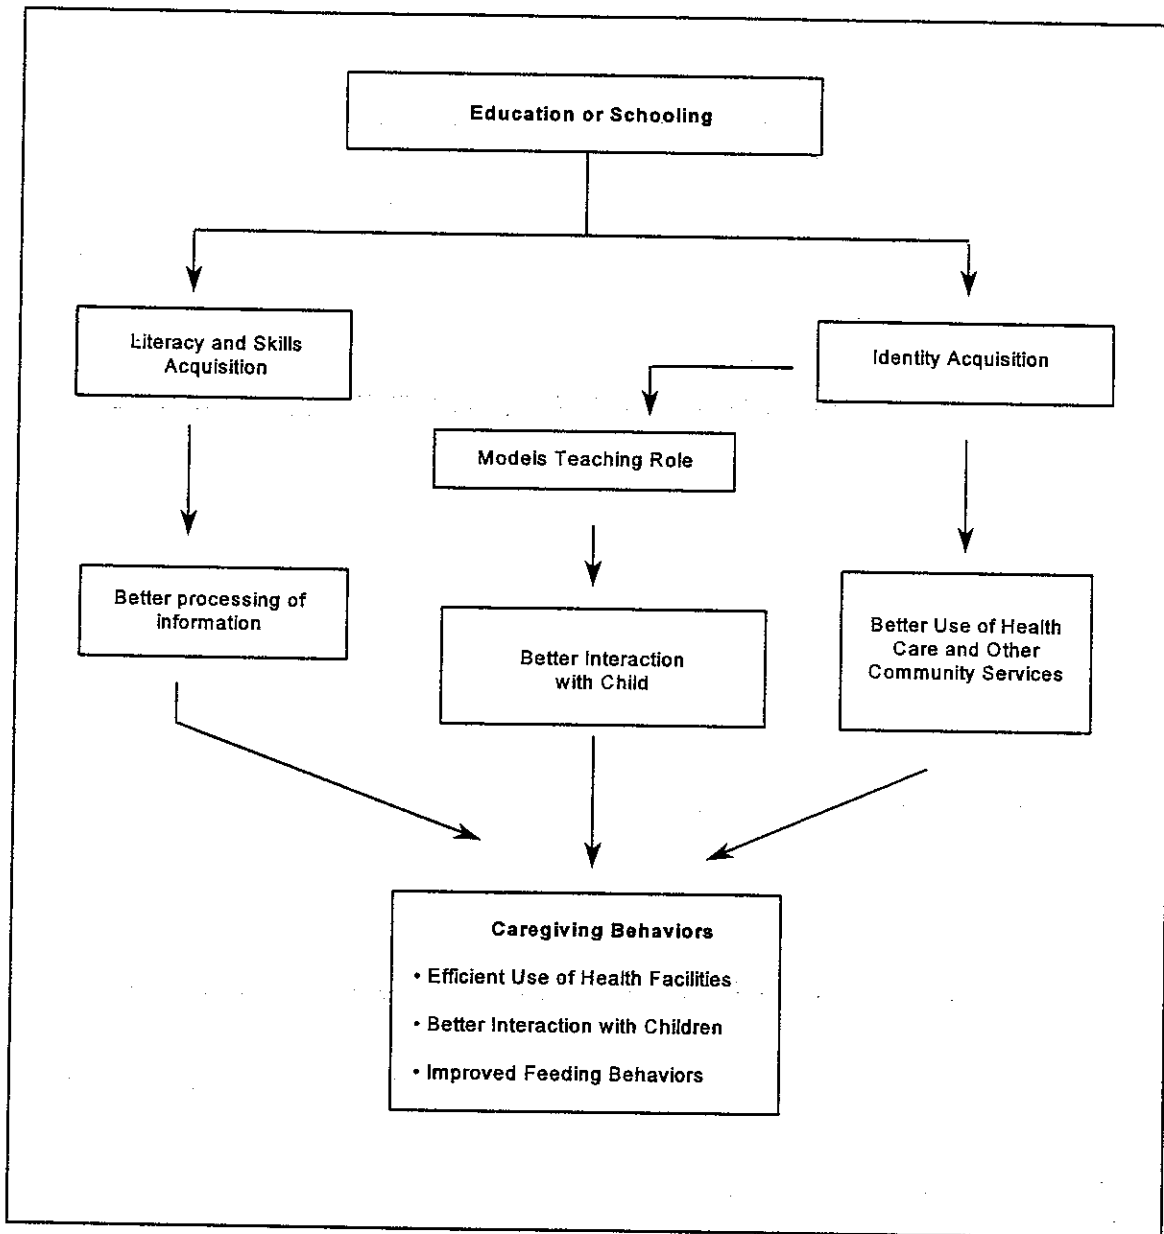 Education or Schooling
Literacy and Skills
Acquisition
Identity Acquisition
Models Teaching Role
Better processing of
information
Better Interaction
with Child
Better Use of Health
Care and Other
Community Services
Caregiving Behaviors
• Efficient Use of Health Facilities
• Better Interaction with Children
• Improved Feeding Behaviors